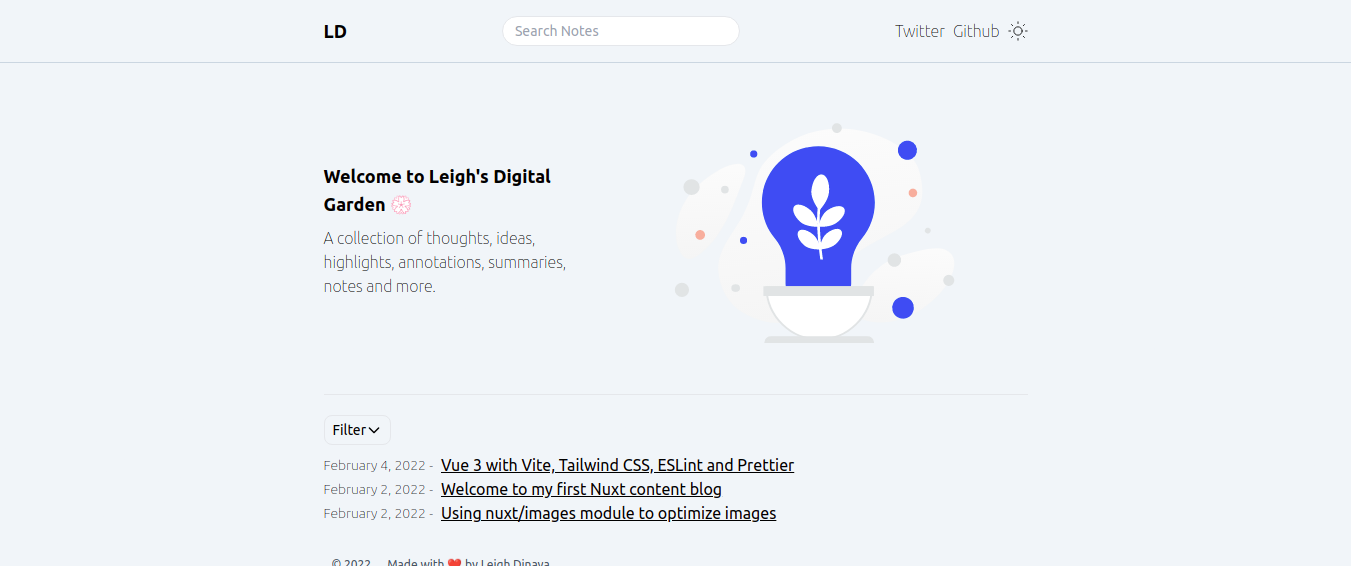 LD
Search Notes
Twitter Github
Welcome to Leigh's Digital
Garden 💮
A collection of thoughts, ideas,
highlights, annotations, summaries,
notes and more.
Filter
February 4, 2022 - Vue 3 with Vite, Tailwind CSS, ESLint and Prettier
February 2, 2022 - Welcome to my first Nuxt content blog
February 2, 2022 - Using nuxt/images module to optimize images
© 2022 Made with ❤️ by Leigh Dinaya